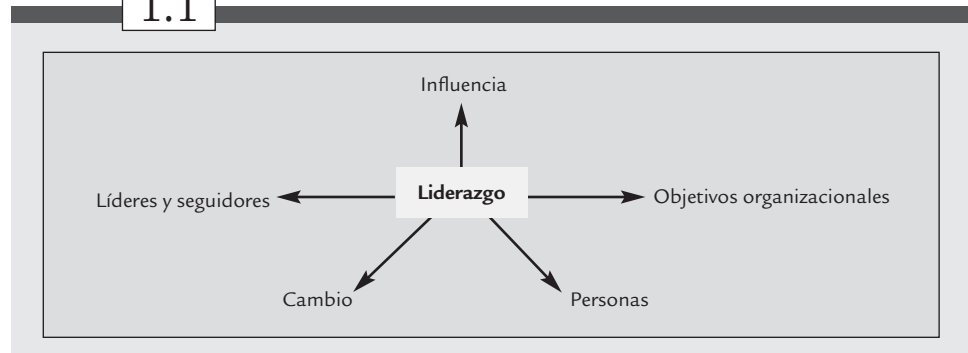 1.1
Influencia
Líderes y seguidores
Liderazgo
Objetivos organizacionales
Cambio
Personas